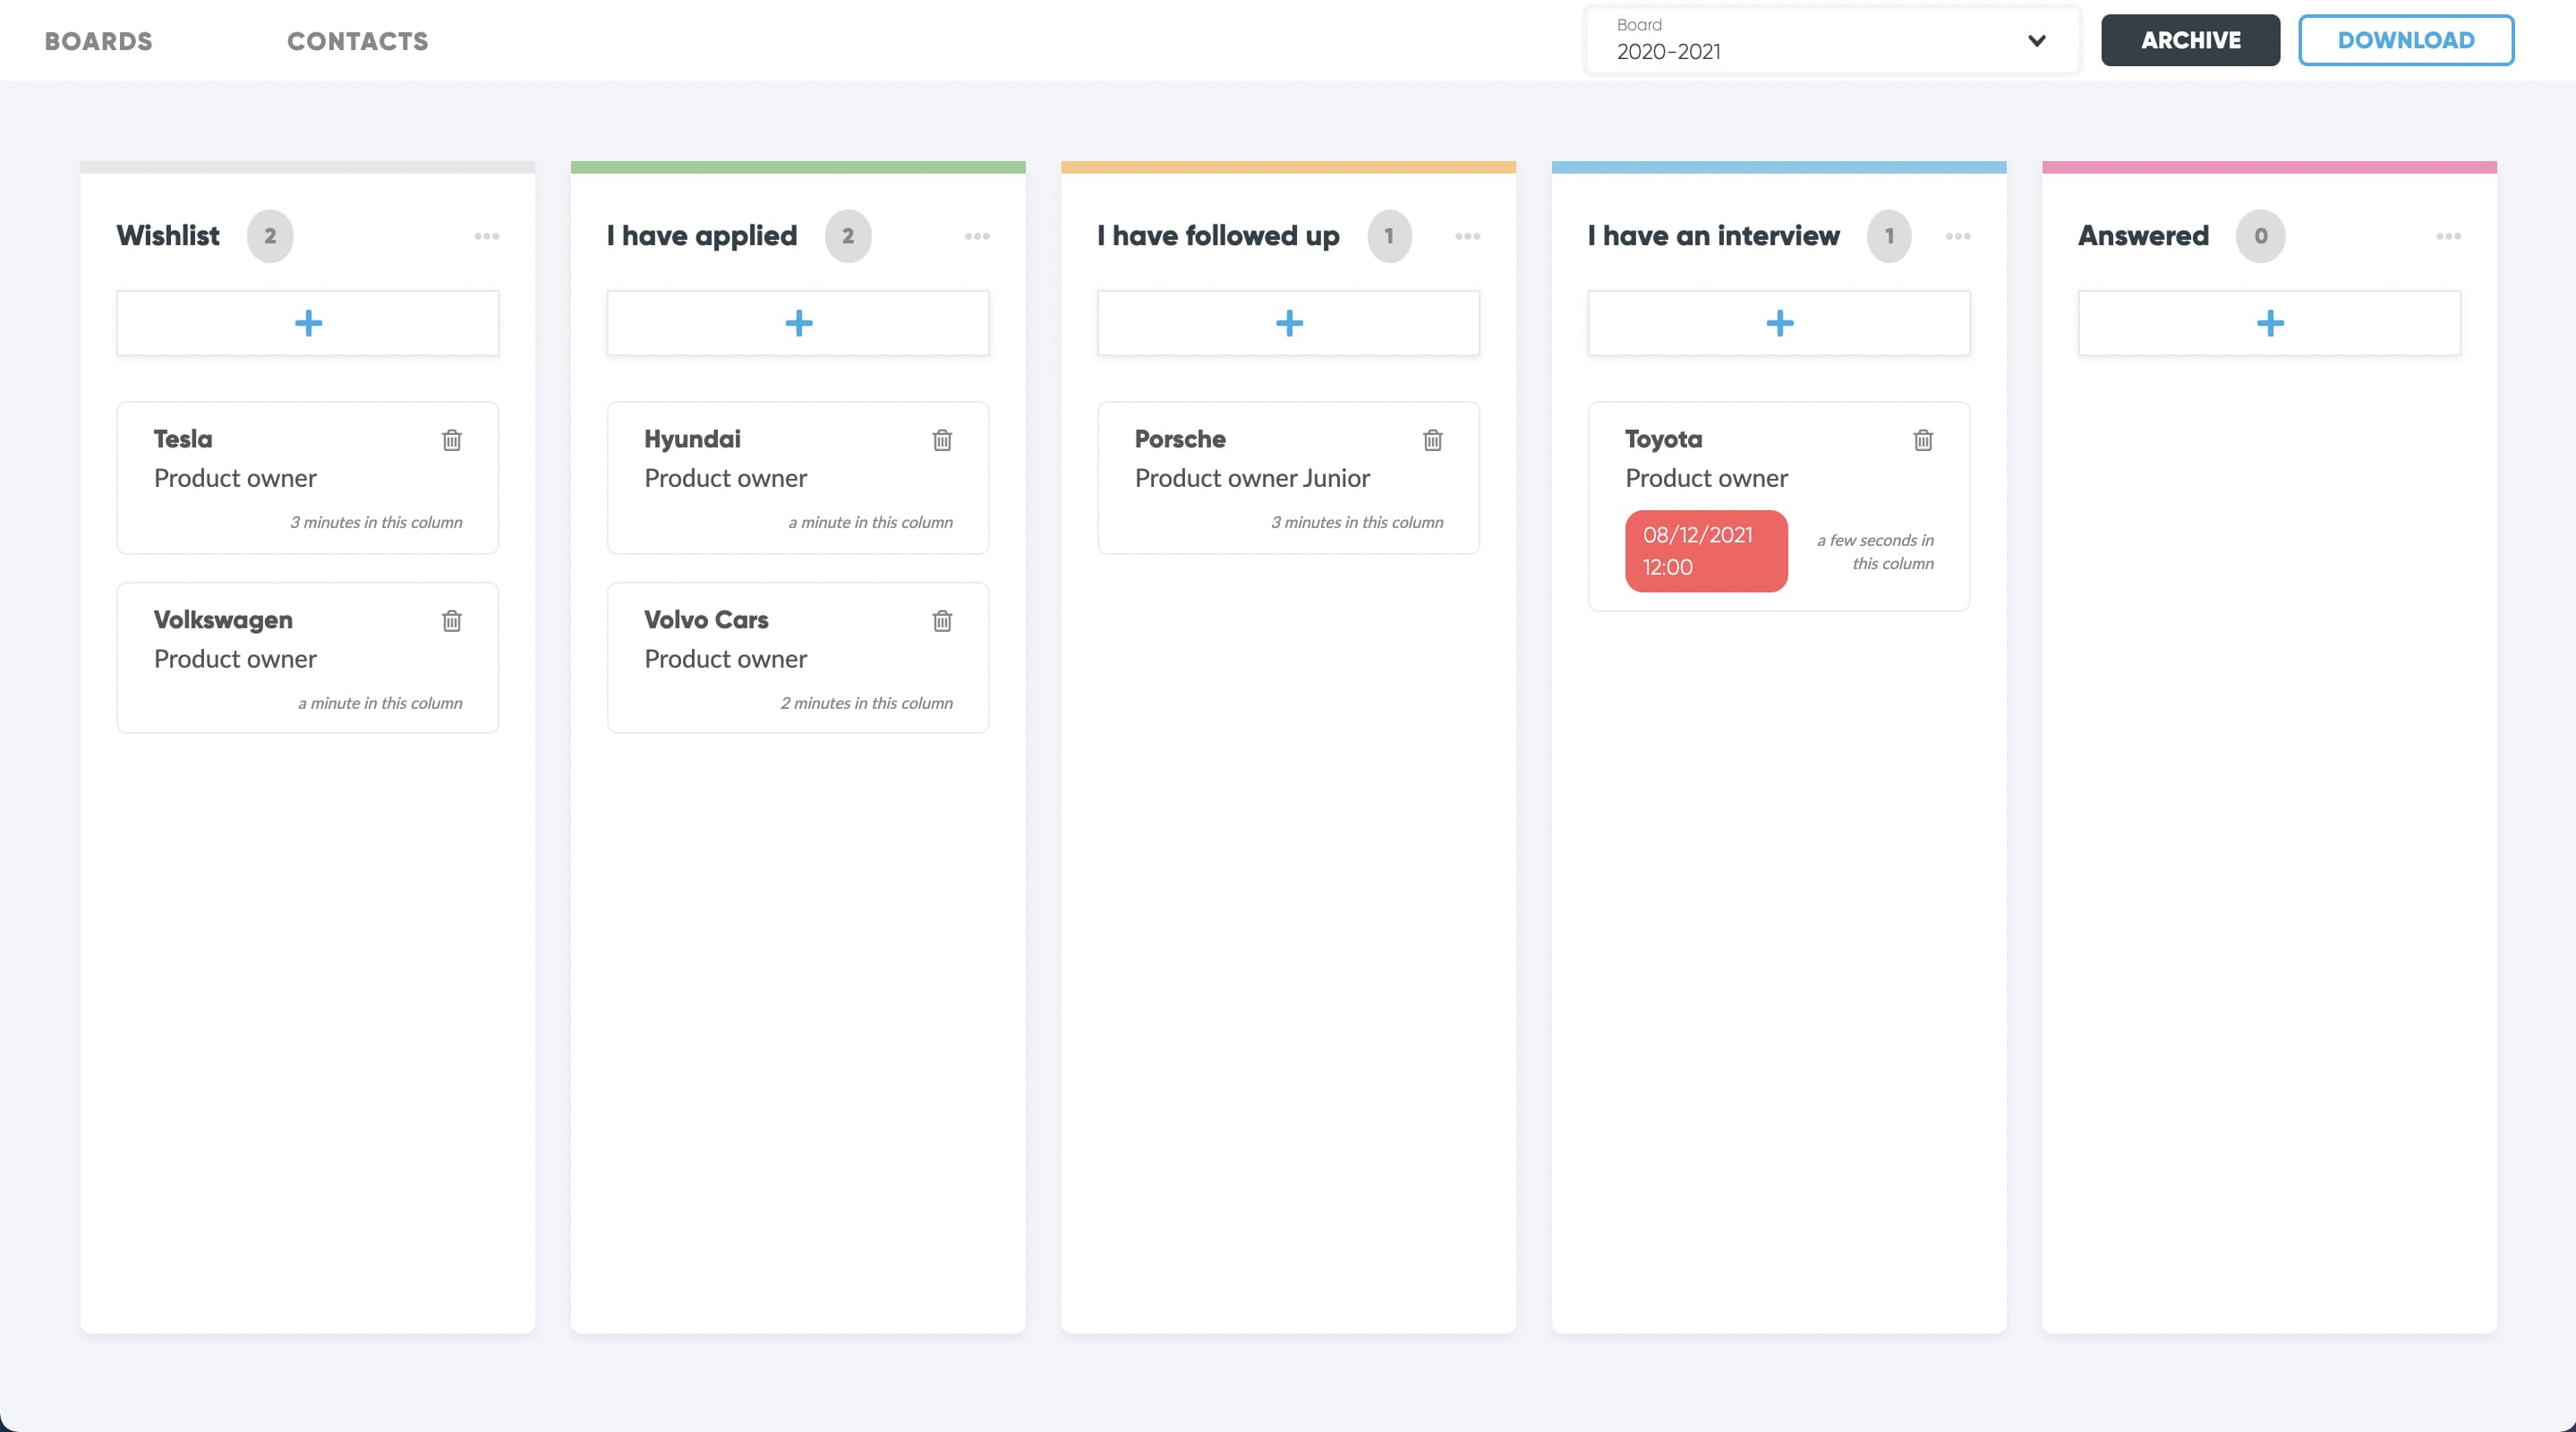 BOARDS
CONTACTS
Board
2020-2021
ARCHIVE
DOWNLOAD
Wishlist 2
Tesla
Product owner
3 minutes in this column
Volkswagen
Product owner
a minute in this column
I have applied 2
Hyundai
Product owner
a minute in this column
Volvo Cars
Product owner
2 minutes in this column
I have followed up 1
Porsche
Product owner Junior
3 minutes in this column
I have an interview 1
Toyota
Product owner
08/12/2021
12:00
a few seconds in
this column
Answered 0